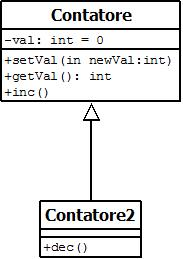 Contatore
-val: int = 0
+setVal(in newVal:int)
+getVal(): int
+inc()
Contatore2
+dec()